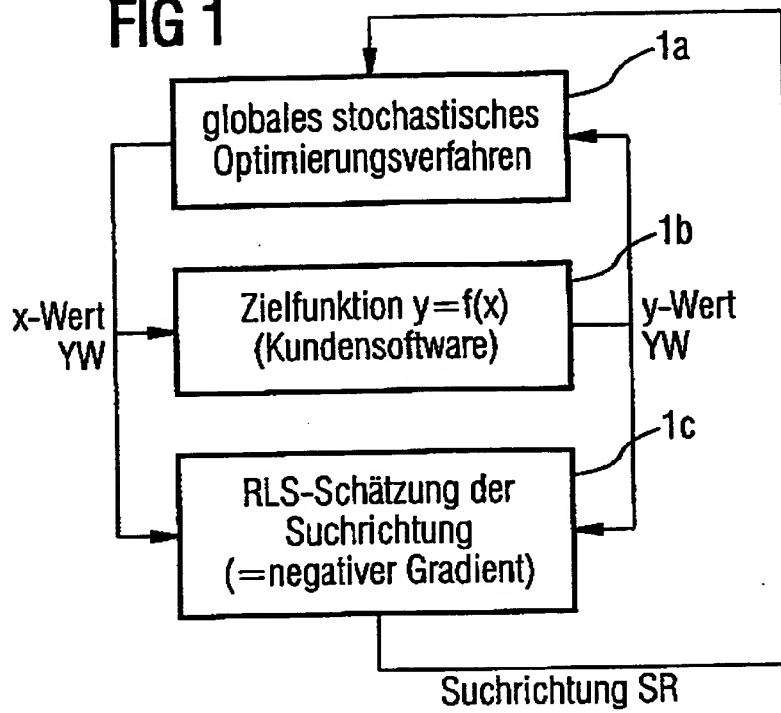 FIG 1
1a
globales stochastisches
Optimierungsverfahren
1b
x-Wert
YW
Zielfunktion y=f(x)
(Kundensoftware)
y-Wert
YW
1c
RLS-Schätzung der
Suchrichtung
(=negativer Gradient)
Suchrichtung SR